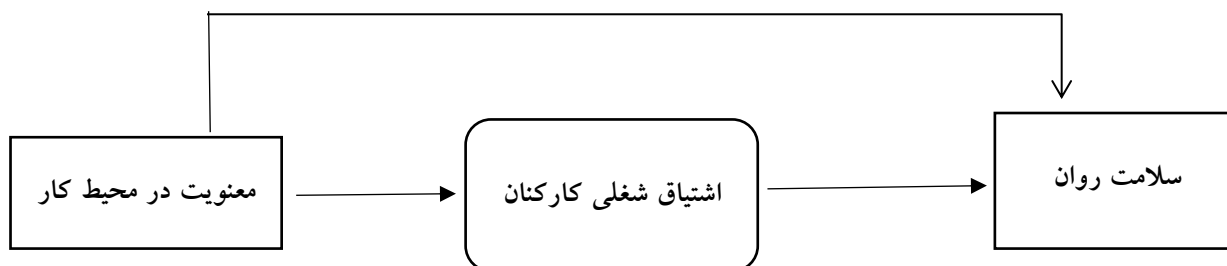 معنویت در محیط کار
اشتیاق شغلی کارکنان
سلامت روان